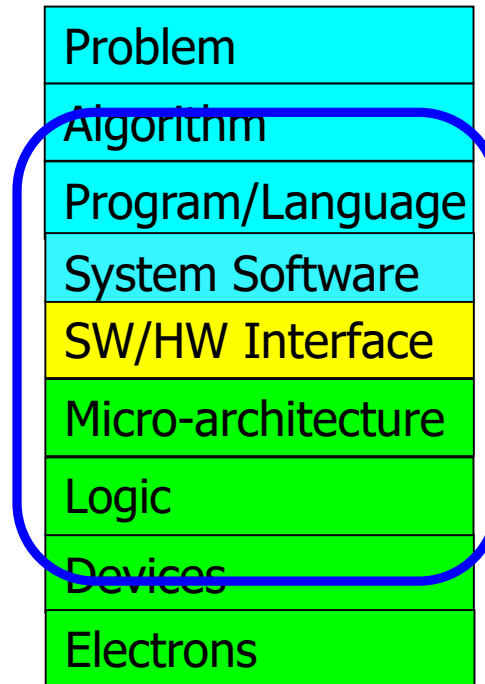 Problem
Algorithm
Program/Language
System Software
SW/HW Interface
Micro-architecture
Logic
Devices
Electrons